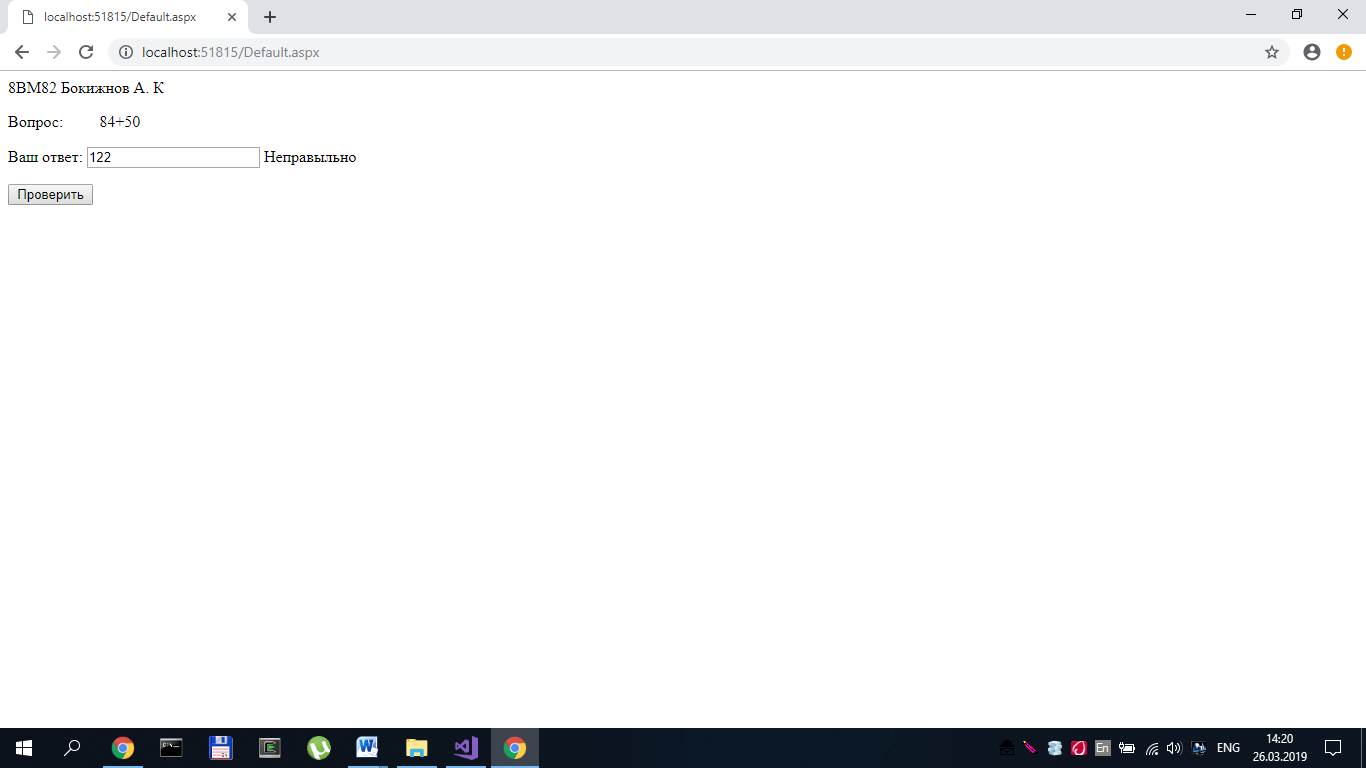 localhost:51815/Default.aspx
localhost:51815/Default.aspx
8BM82 Бокижнов А. К
Вопрос: 84+50
Ваш ответ: 122 Неправыльно
Проверить
En ENG 14:20
26.03.2019